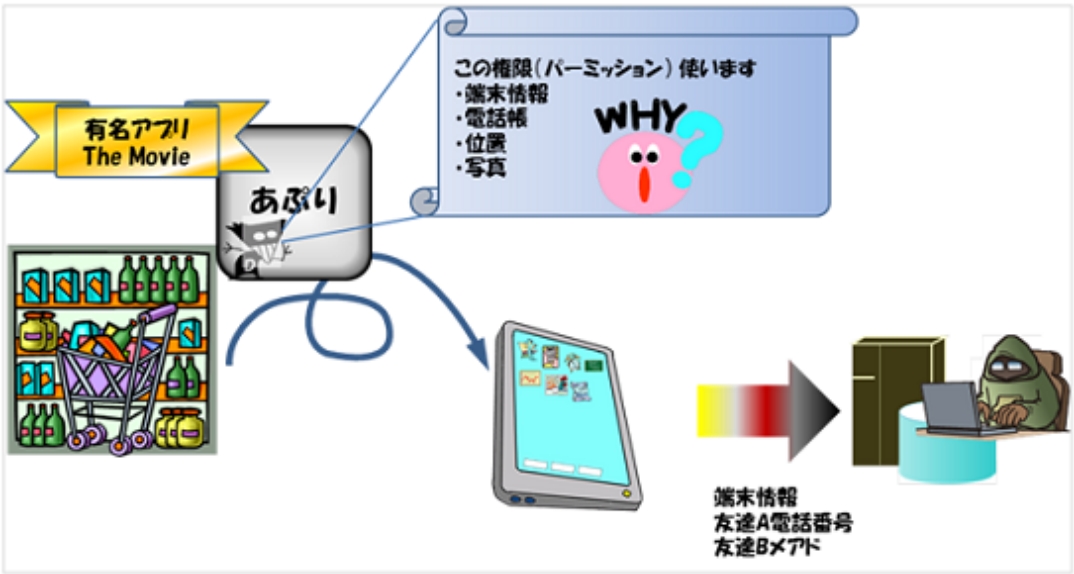 この権限(パーミッション)使います
・端末情報
・電話帳
・位置
・写真
WHY?
有名アプリ
The Movie
あぷり
端末情報
友達A電話番号
友達Bメアド